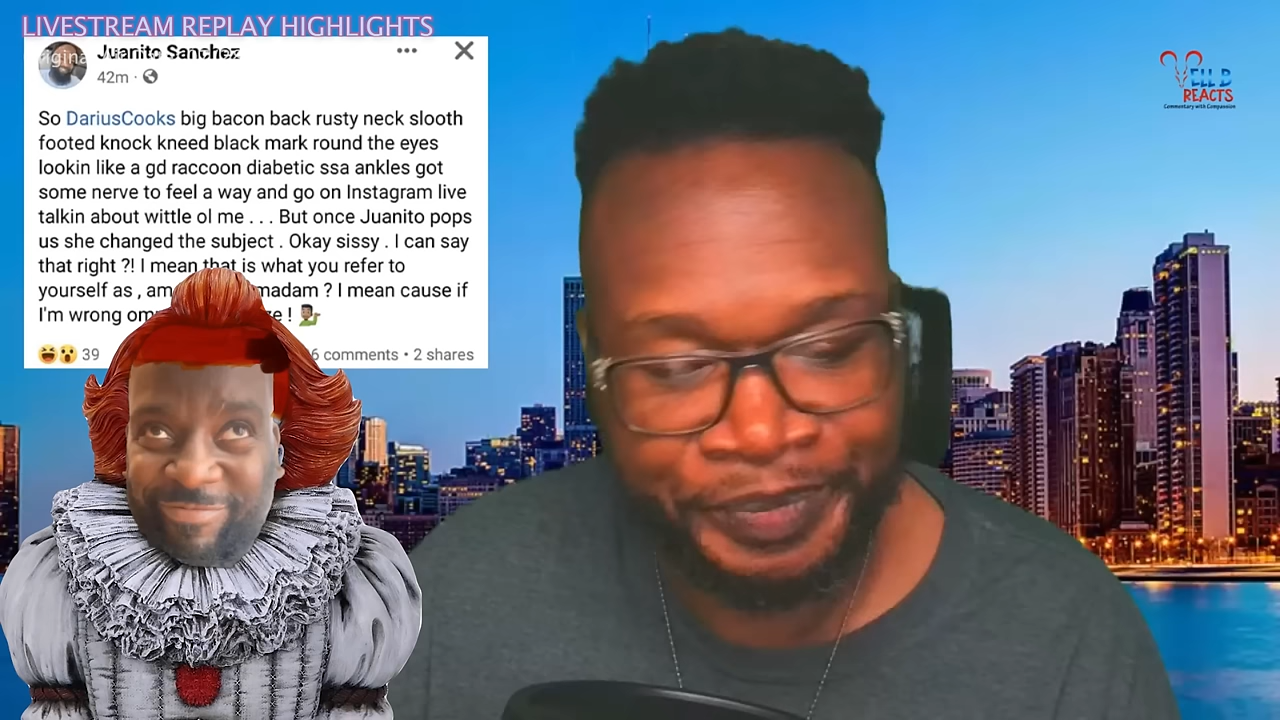 LIVESTREAM REPLAY HIGHLIGHTS
Juanito Sanchez
42m
So DariusCooks big bacon back rusty neck slooth
footed knock kneed black mark round the eyes
lookin like a gd raccoon diabetic ssa ankles got
some nerve to feel a way and go on Instagram live
talkin about wittle ol me . . . But once Juanito pops
us she changed the subject . Okay sissy . I can say
that right ?! I mean that is what you refer to
yourself as , madam ? I mean cause if
I'm wrong !
39 comments • 2 shares
ELL B
REACTS
Commentary with Compassion